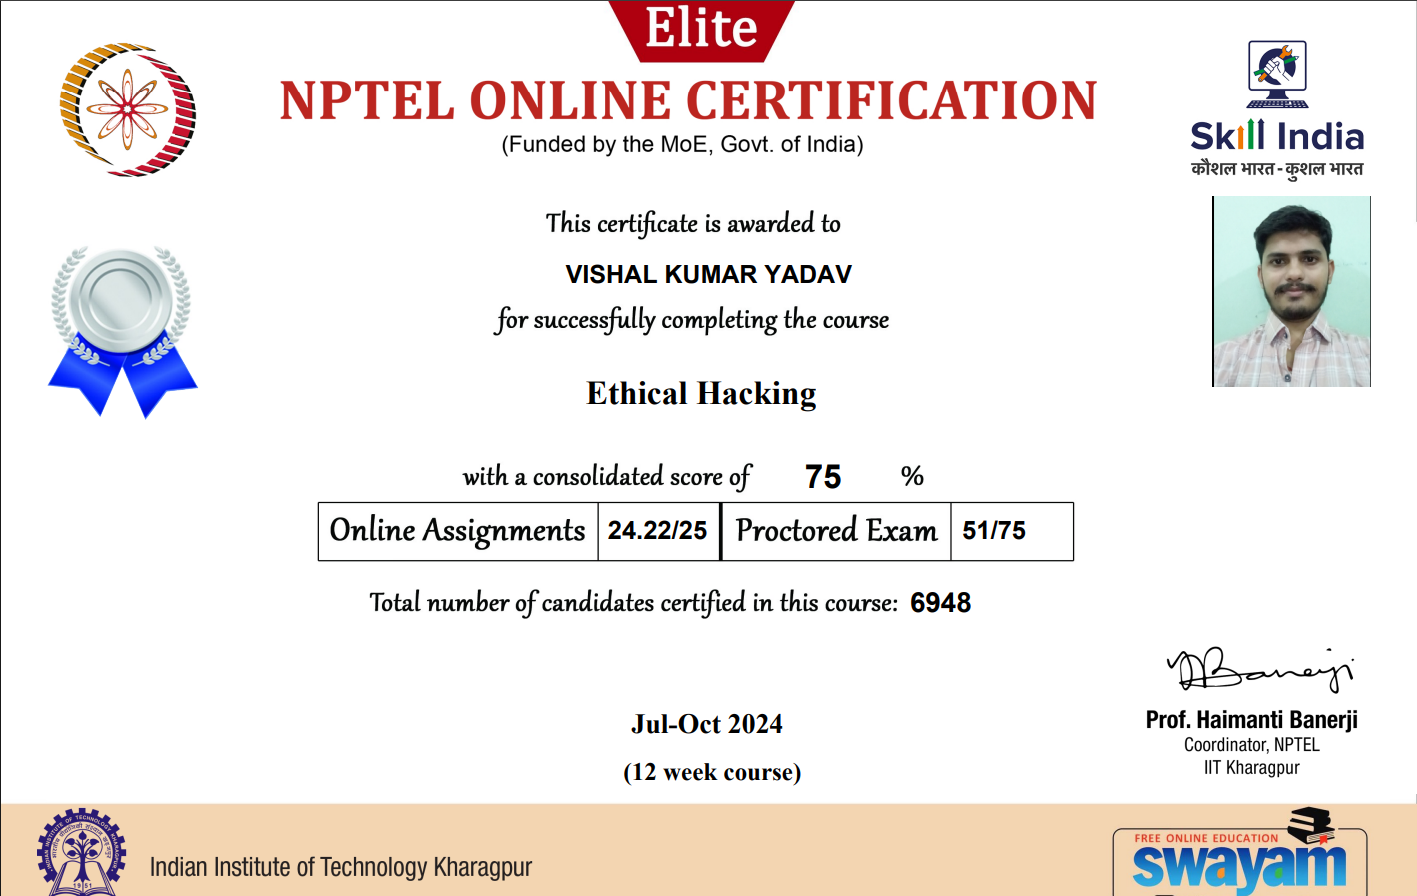 Elite
NPTEL ONLINE CERTIFICATION
(Funded by the MoE, Govt. of India)
Skill India
कौशल भारत - कुशल भारत
This certificate is awarded to
VISHAL KUMAR YADAV
for successfully completing the course
Ethical Hacking
with a consolidated score of 75 %
Online Assignments 24.22/25 Proctored Exam 51/75
Total number of candidates certified in this course: 6948
Jul-Oct 2024
(12 week course)
Prof. Haimanti Banerji
Coordinator, NPTEL
IIT Kharagpur
Indian Institute of Technology Kharagpur
1951
FREE ONLINE EDUCATION
swayam